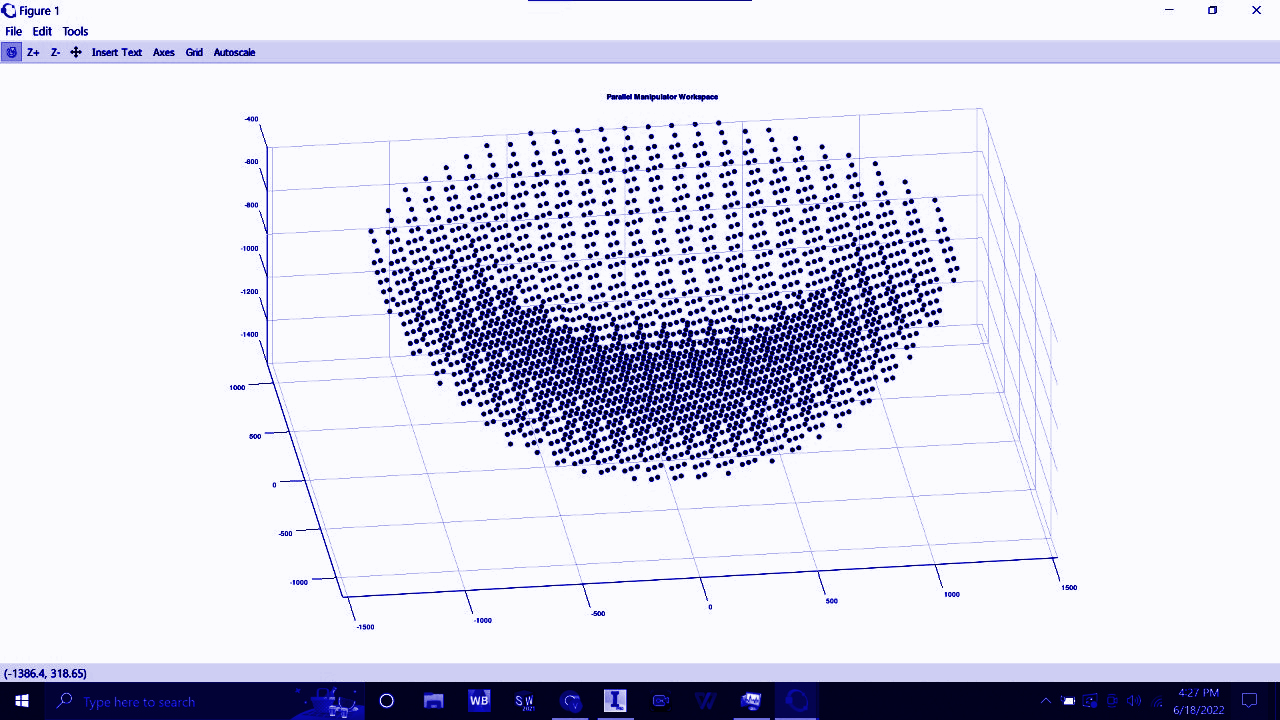 Figure 1
File Edit Tools
Z+ Z- Insert Text Axes Grid Autoscale
Parallel Manipulator Workspace
-400
-600
-800
-1000
-1200
-1400
1000
500
0
-500
-1000
-1500
-1000
-500
0
500
1000
1500
(-1386.4, 318.65)
Type here to search
WB
SW
4:27 PM
6/18/2022